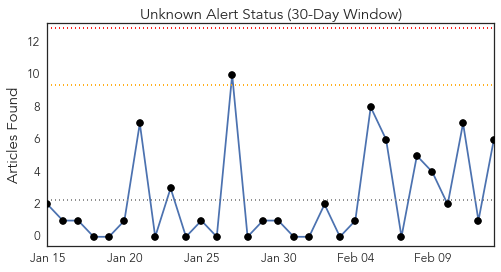 Unknown Alert Status (30-Day Window)
Articles Found
12
10
8
6
4
2
0
Jan 15 Jan 20 Jan 25 Jan 30 Feb 04 Feb 09